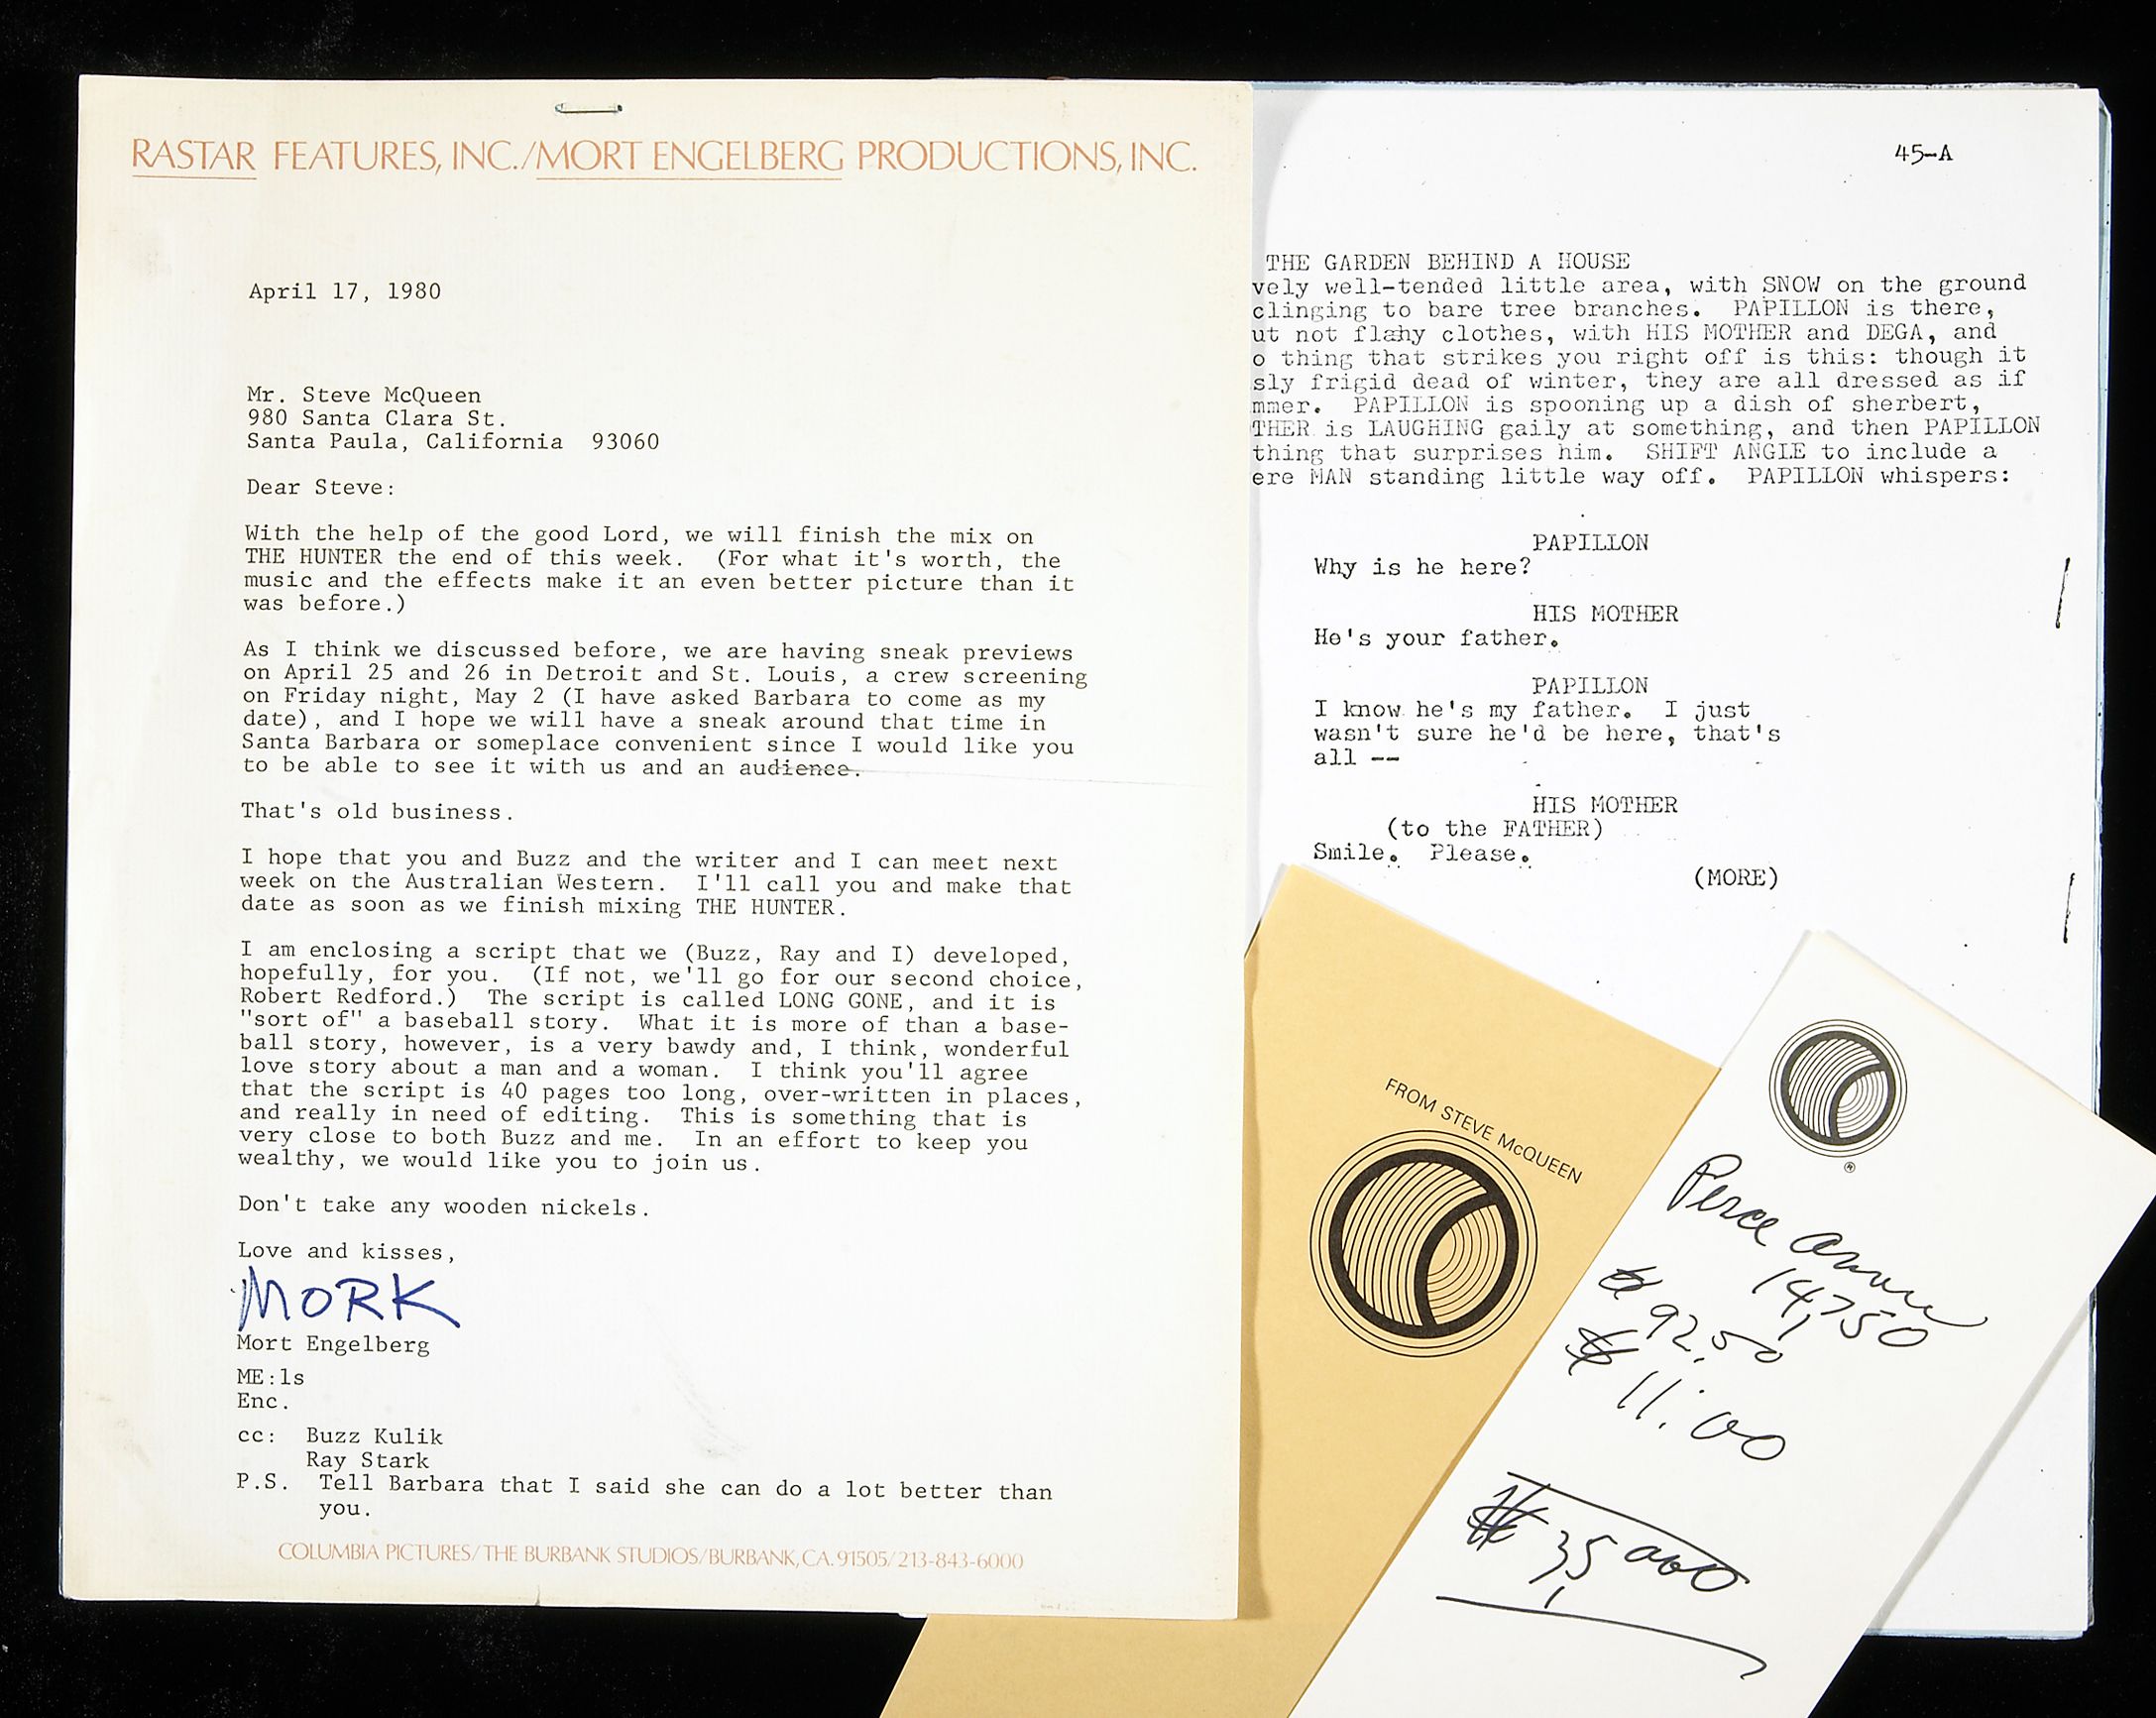 RASTAR FEATURES, INC./MORT ENGELBERG PRODUCTIONS, INC.
April 17, 1980
Mr. Steve McQueen
980 Santa Clara St.
Santa Paula, California  93060
Dear Steve:
With the help of the good Lord, we will finish the mix on
THE HUNTER the end of this week.  (For what it's worth, the
music and the effects make it an even better picture than it
was before.)
As I think we discussed before, we are having sneak previews
on April 25 and 26 in Detroit and St. Louis, a crew screening
on Friday night, May 2 (I have asked Barbara to come as my
date), and I hope we will have a sneak around that time in
Santa Barbara or someplace convenient since I would like you
to be able to see it with us and an audience.
That's old business.
I hope that you and Buzz and the writer and I can meet next
week on the Australian Western.  I'll call you and make that
date as soon as we finish mixing THE HUNTER.
I am enclosing a script that we (Buzz, Ray and I) developed,
hopefully, for you.  (If not, we'll go for our second choice,
Robert Redford.)  The script is called LONG GONE, and it is
"sort of" a baseball story.  What it is more of than a base-
ball story, however, is a very bawdy and, I think, wonderful
love story about a man and a woman.  I think you'll agree
that the script is 40 pages too long, over-written in places,
and really in need of editing.  This is something that is
very close to both Buzz and me.  In an effort to keep you
wealthy, we would like you to join us.
Don't take any wooden nickels.
Love and kisses,
MORK
Mort Engelberg
ME:ls
Enc.
cc:  Buzz Kulik
Ray Stark
P.S.  Tell Barbara that I said she can do a lot better than
you.
COLUMBIA PICTURES/THE BURBANK STUDIOS/BURBANK, CA. 91505/213-843-6000
45-A
THE GARDEN BEHIND A HOUSE
vely well-tended little area, with SNOW on the ground
clinging to bare tree branches.  PAPILLON is there,
ut not flahy clothes, with HIS MOTHER and DEGA, and
o thing that strikes you right off is this: though it
sly frigid dead of winter, they are all dressed as if
mmer.  PAPILLON is spooning up a dish of sherbert,
THER is LAUGHING gaily at something, and then PAPILLON
thing that surprises him.  SHIFT ANGLE to include a
ere MAN standing little way off.  PAPILLON whispers:
PAPILLON
Why is he here?
HIS MOTHER
He's your father.
PAPILLON
I know he's my father.  I just
wasn't sure he'd be here, that's
all --
HIS MOTHER
(to the FATHER)
Smile.  Please.
(MORE)
FROM STEVE McQUEEN
®
14,750
$ 92.50
$ 11.00
$ 35,000